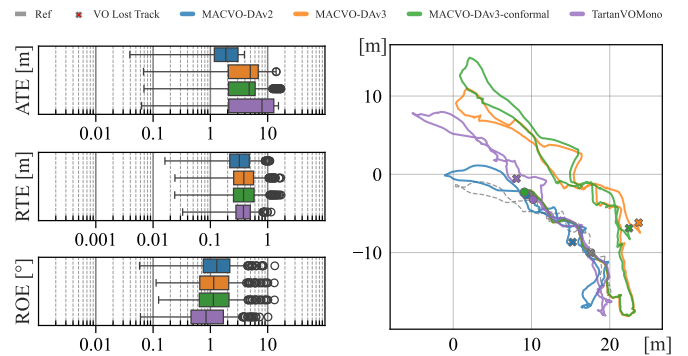 Ref VO Lost Track MACVO-DAv2 MACVO-DAv3 MACVO-DAv3-conformal TartanVOMono
ATE [m]
0.01 0.1 1 10
RTE [m]
0.001 0.01 0.1 1
ROE [°]
0.01 0.1 1 10
[m]
10
0
−10
0 10 20 [m]